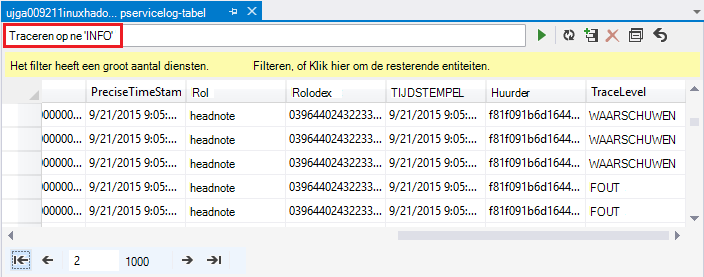 ujga009211inuxhado... pservicelog-tabel
Traceren op ne 'INFO'
Het filter heeft een groot aantal diensten. Filteren, of Klik hier om de resterende entiteiten.
PreciseTimeStam Rol Rolodex TIJDSTEMPEL Huurder TraceLevel
000000... 9/21/2015 9:05:... headnote 03964402432233... 9/21/2015 9:05:... f81f091b6d1644... WAARSCHUWEN
000000... 9/21/2015 9:05:... headnote 03964402432233... 9/21/2015 9:05:... f81f091b6d1644... WAARSCHUWEN
000000... 9/21/2015 9:05:... headnote 03964402432233... 9/21/2015 9:05:... f81f091b6d1644... WAARSCHUWEN
000000... 9/21/2015 9:05:... headnote 03964402432233... 9/21/2015 9:05:... f81f091b6d1644... FOUT
000000... 9/21/2015 9:05:... headnote 03964402432233... 9/21/2015 9:05:... f81f091b6d1644... FOUT
2 1000